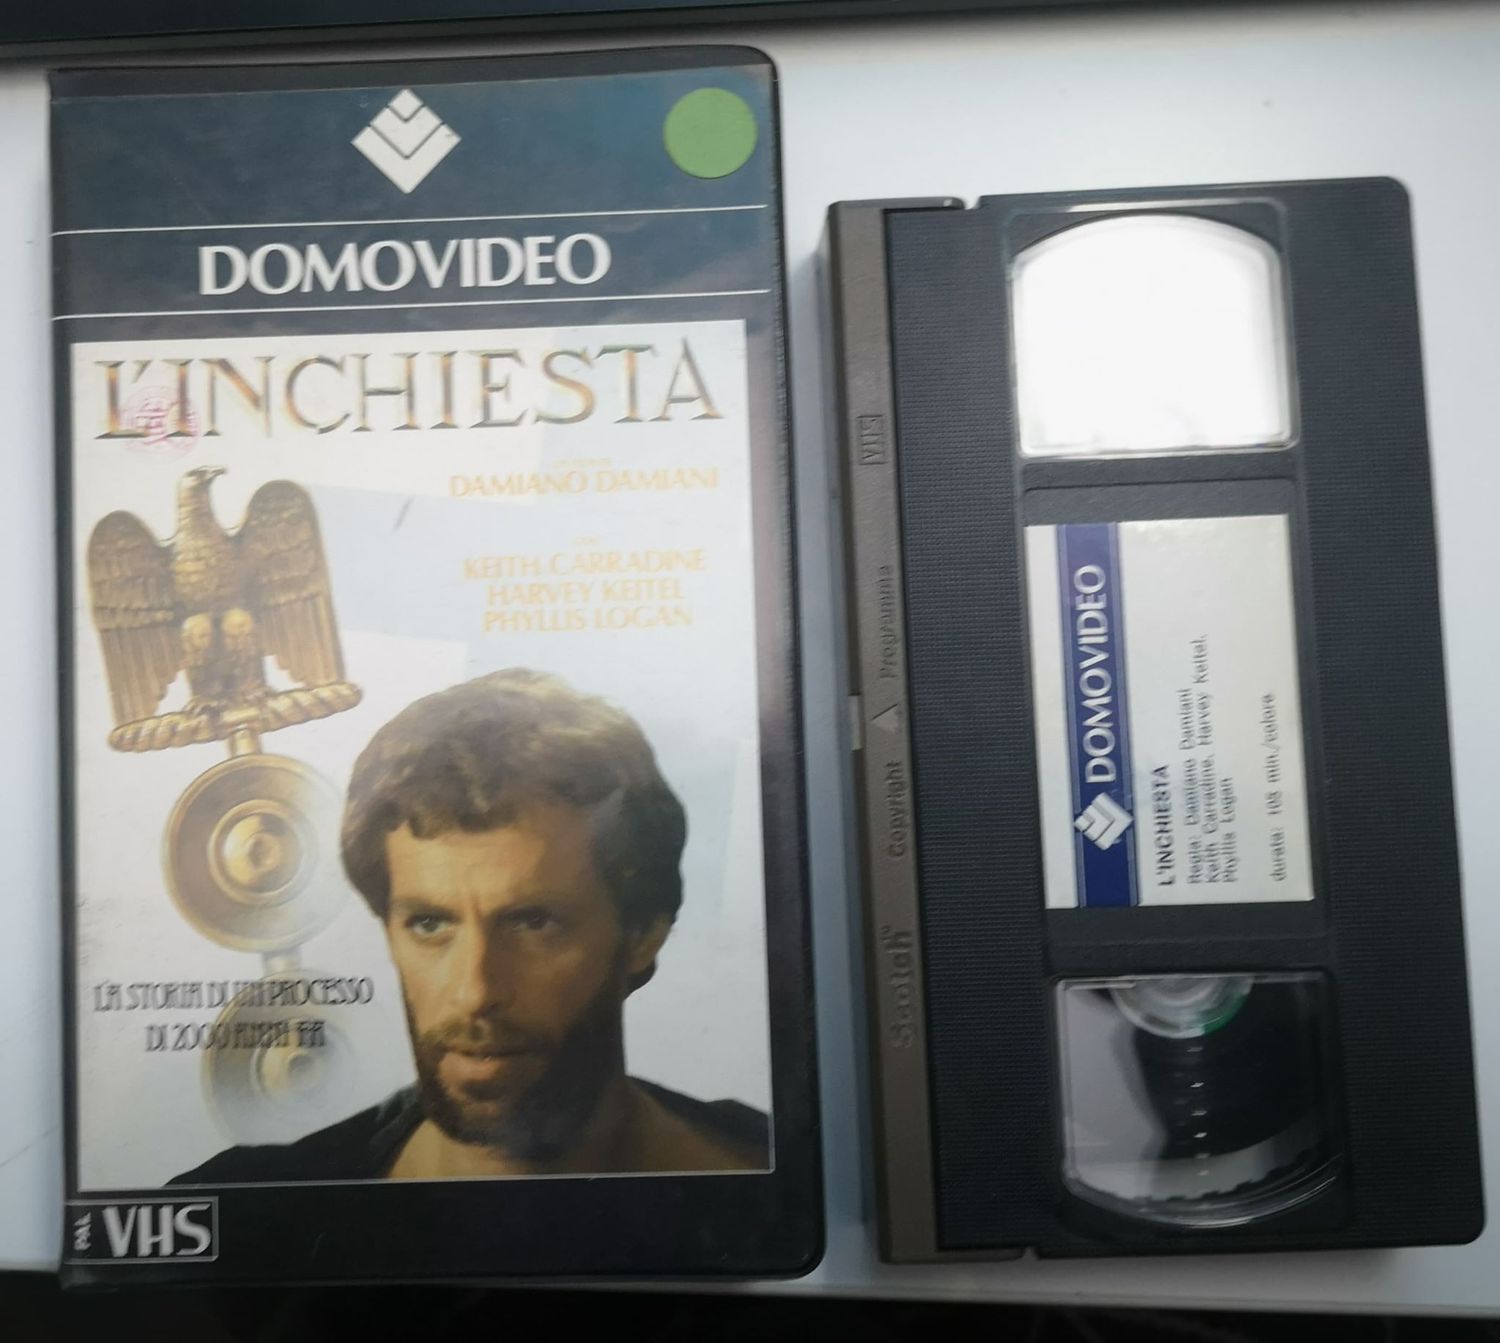 DOMOVIDEO
L'INCHIESTA
DAMIANO DAMIANI
KEITH CARRADINE
HARVEY KEITEL
PHYLLIS LOGAN
LA STORIA DI UN PROCESSO
DI 2000 ANNI FA
PAL VHS
VHS
Programma
Copyright
Scotch
DOMOVIDEO
L'INCHIESTA
Regia: Damiano Damiani
Keith Carradine, Harvey Keitel,
Phyllis Logan
durata: 105 min./colore